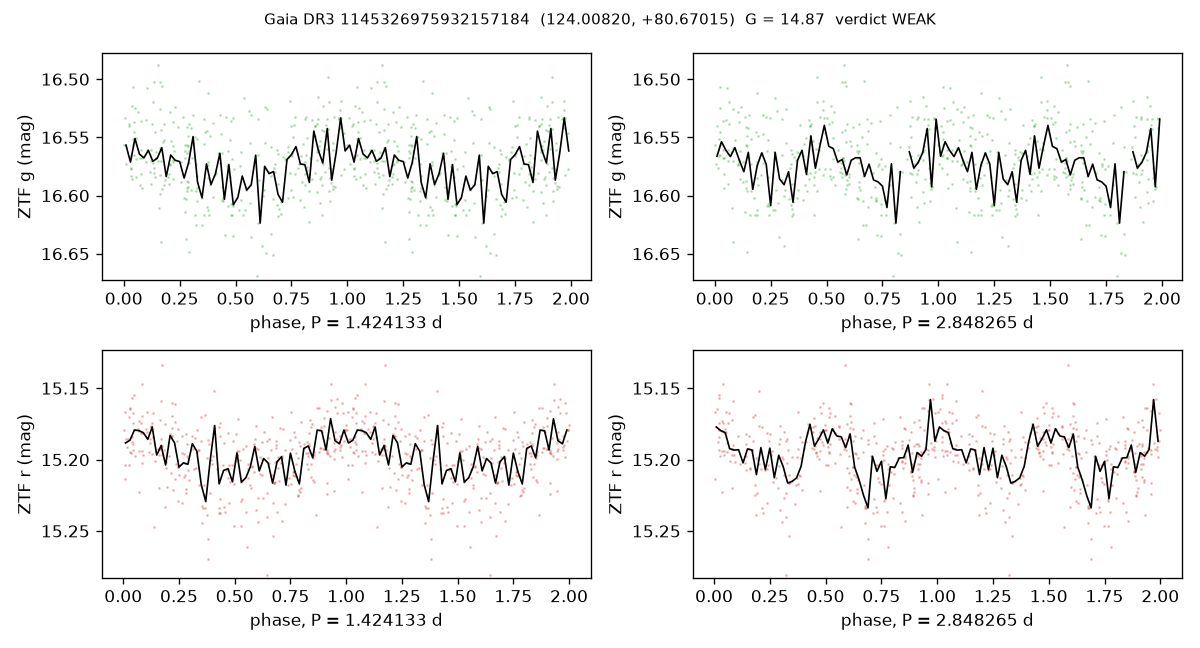 Gaia DR3 1145326975932157184 (124.00820, +80.67015) G = 14.87 verdict WEAK
ZTF g (mag)
16.50
16.55
16.60
16.65
0.00 0.25 0.50 0.75 1.00 1.25 1.50 1.75 2.00
phase, P = 1.424133 d
ZTF g (mag)
16.50
16.55
16.60
16.65
0.00 0.25 0.50 0.75 1.00 1.25 1.50 1.75 2.00
phase, P = 2.848265 d
ZTF r (mag)
15.15
15.20
15.25
0.00 0.25 0.50 0.75 1.00 1.25 1.50 1.75 2.00
phase, P = 1.424133 d
ZTF r (mag)
15.15
15.20
15.25
0.00 0.25 0.50 0.75 1.00 1.25 1.50 1.75 2.00
phase, P = 2.848265 d